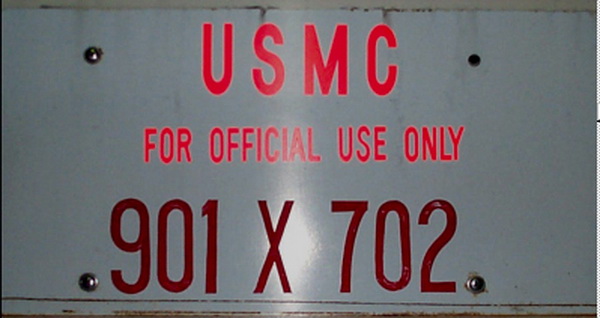 USMC
FOR OFFICIAL USE ONLY
901 X 702